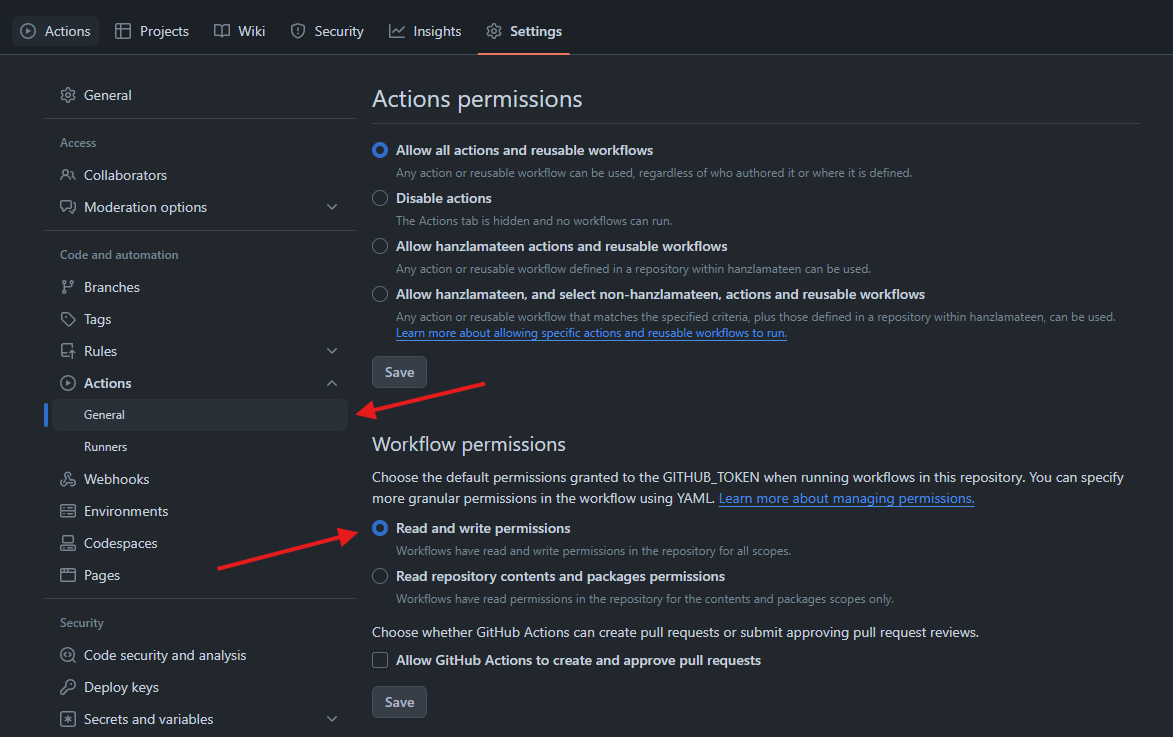 Actions Projects Wiki Security Insights Settings
General
Access
Collaborators
Moderation options
Code and automation
Branches
Tags
Rules
Actions
General
Runners
Webhooks
Environments
Codespaces
Pages
Security
Code security and analysis
Deploy keys
Secrets and variables
Actions permissions
Allow all actions and reusable workflows
Any action or reusable workflow can be used, regardless of who authored it or where it is defined.
Disable actions
The Actions tab is hidden and no workflows can run.
Allow hanzlamateen actions and reusable workflows
Any action or reusable workflow defined in a repository within hanzlamateen can be used.
Allow hanzlamateen, and select non-hanzlamateen, actions and reusable workflows
Any action or reusable workflow that matches the specified criteria, plus those defined in a repository within hanzlamateen, can be used.
Learn more about allowing specific actions and reusable workflows to run.
Save
Workflow permissions
Choose the default permissions granted to the GITHUB_TOKEN when running workflows in this repository. You can specify
more granular permissions in the workflow using YAML. Learn more about managing permissions.
Read and write permissions
Workflows have read and write permissions in the repository for all scopes.
Read repository contents and packages permissions
Workflows have read permissions in the repository for the contents and packages scopes only.
Choose whether GitHub Actions can create pull requests or submit approving pull request reviews.
Allow GitHub Actions to create and approve pull requests
Save